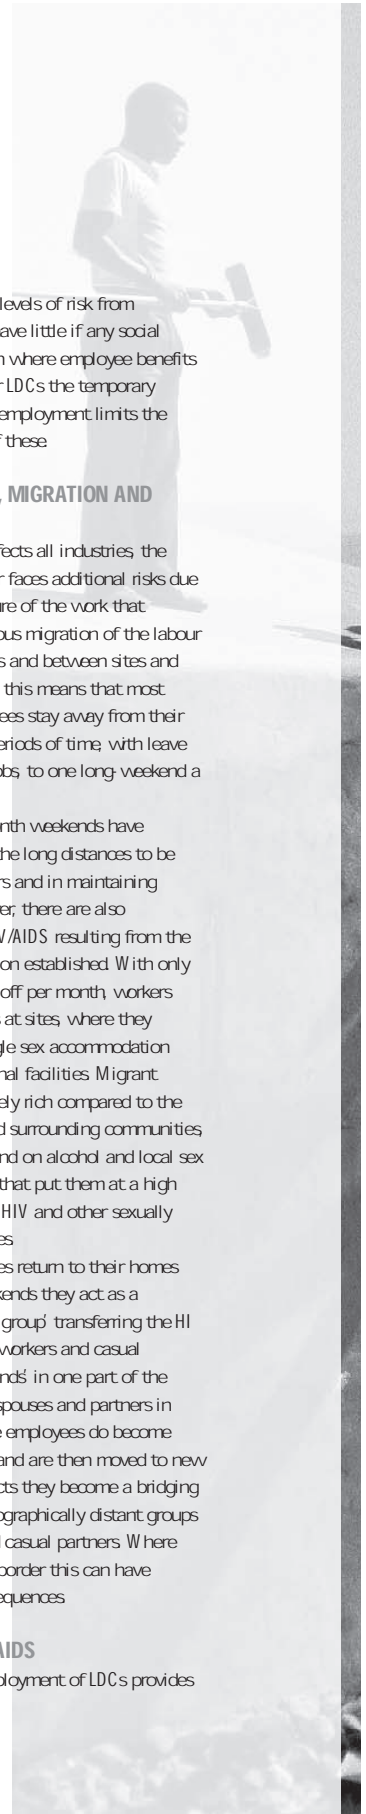 levels of risk from
ave little if any social
n where employee benefits
r LDCs the temporary
employment limits the
f these.
, MIGRATION AND
fects all industries, the
r faces additional risks due
ure of the work that
ous migration of the labour
s and between sites and
this means that most
ees stay away from their
eriods of time, with leave
obs, to one long-weekend a
onth weekends have
he long distances to be
rs and in maintaining
er, there are also
V/AIDS resulting from the
on established. With only
off per month, workers
s at sites, where they
gle sex accommodation
nal facilities. Migrant
ely rich compared to the
d surrounding communities,
nd on alcohol and local sex
that put them at a high
HIV and other sexually
es.
es return to their homes
kends they act as a
group' transferring the HI
workers and casual
nds' in one part of the
spouses and partners in
e employees do become
and are then moved to new
cts they become a bridging
ographically distant groups
l casual partners. Where
border this can have
equences.
AIDS
ployment of LDCs provides